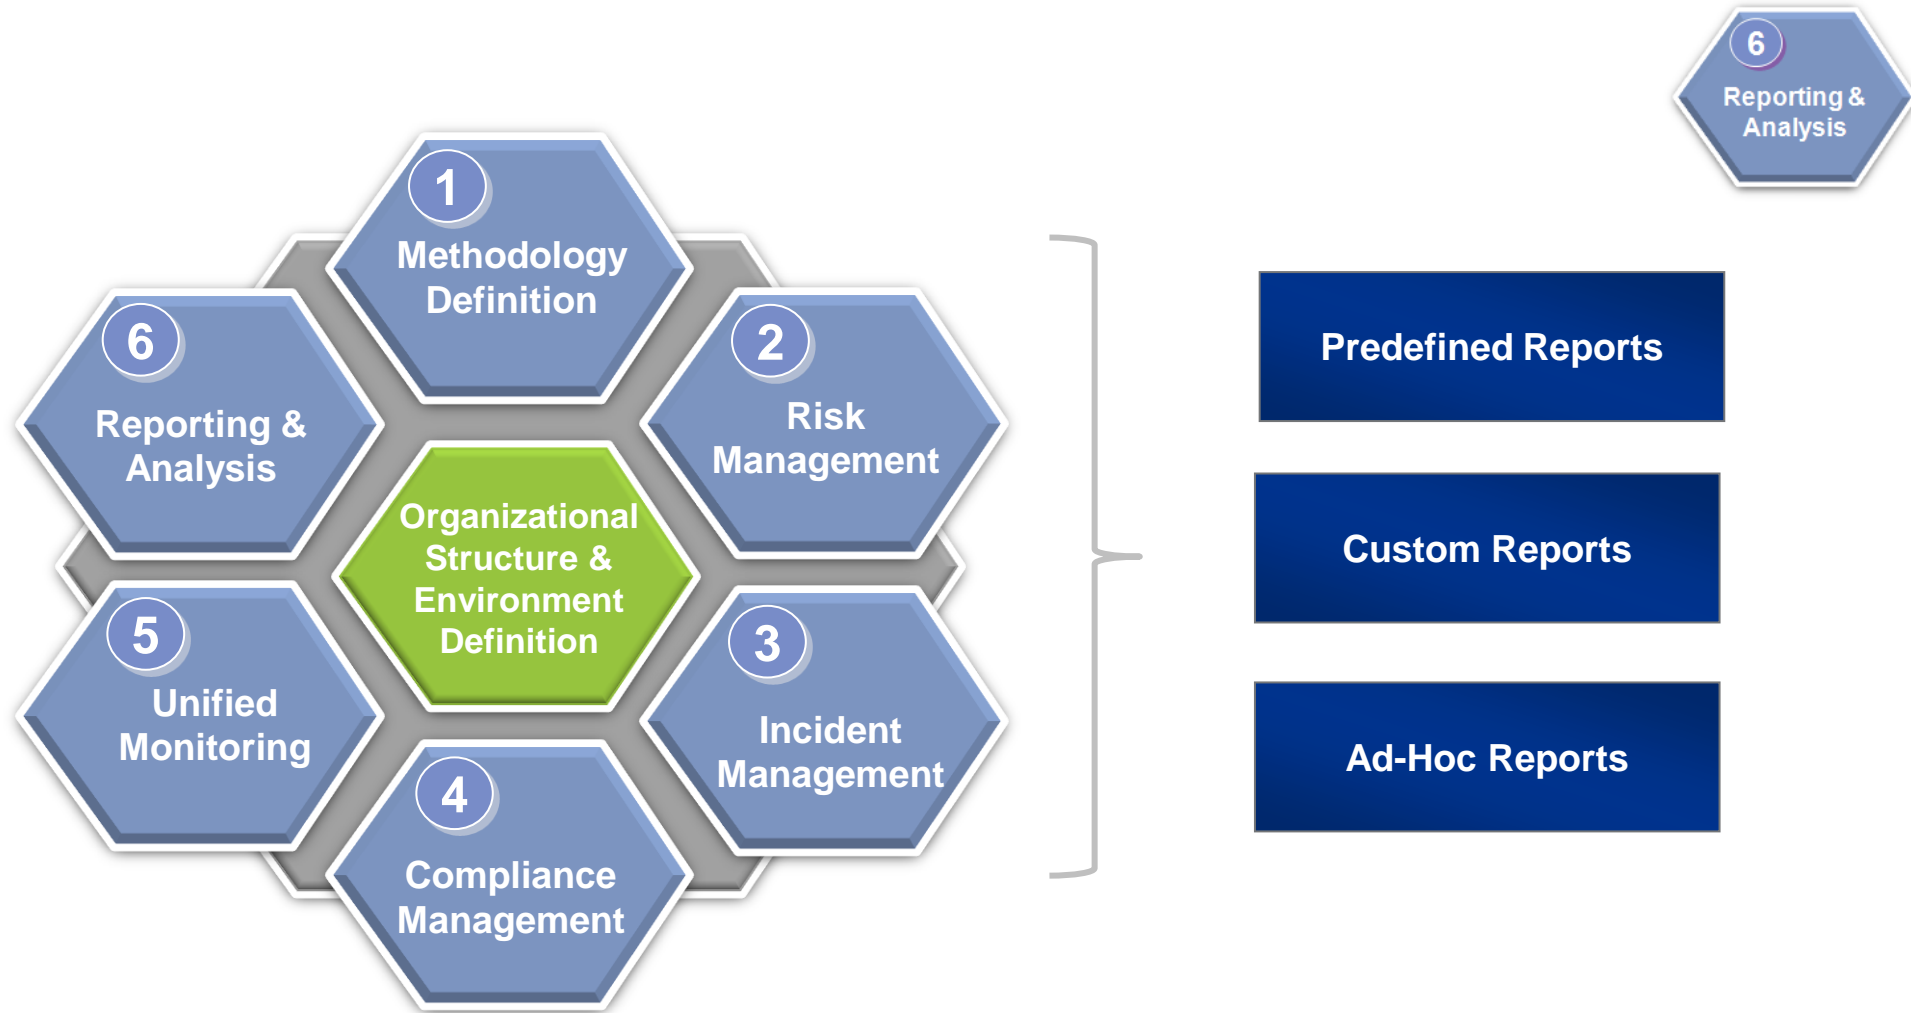 6
Reporting &
Analysis
1
Methodology
Definition
2
Risk
Management
3
Incident
Management
4
Compliance
Management
5
Unified
Monitoring
6
Reporting &
Analysis
Organizational
Structure &
Environment
Definition
Predefined Reports
Custom Reports
Ad-Hoc Reports